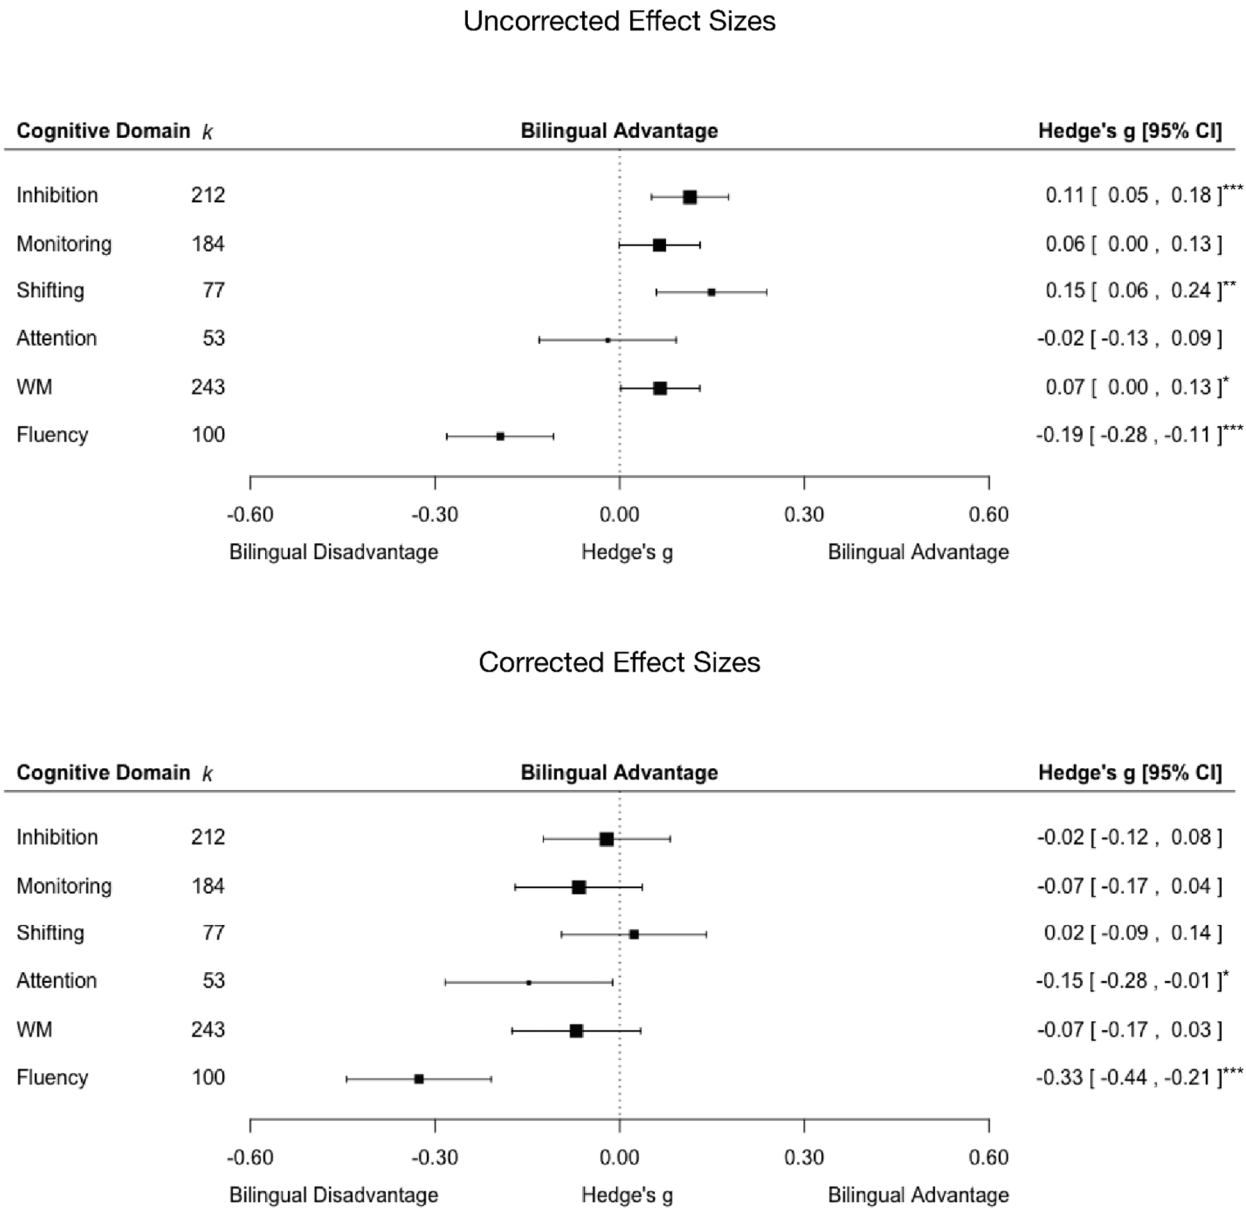 Uncorrected Effect Sizes
Cognitive Domain k Bilingual Advantage Hedge's g [95% CI]
Inhibition 212 0.11 [ 0.05 , 0.18 ]***
Monitoring 184 0.06 [ 0.00 , 0.13 ]
Shifting 77 0.15 [ 0.06 , 0.24 ]**
Attention 53 -0.02 [ -0.13 , 0.09 ]
WM 243 0.07 [ 0.00 , 0.13 ]*
Fluency 100 -0.19 [ -0.28 , -0.11 ]***
-0.60 -0.30 0.00 0.30 0.60
Bilingual Disadvantage Hedge's g Bilingual Advantage
Corrected Effect Sizes
Cognitive Domain k Bilingual Advantage Hedge's g [95% CI]
Inhibition 212 -0.02 [ -0.12 , 0.08 ]
Monitoring 184 -0.07 [ -0.17 , 0.04 ]
Shifting 77 0.02 [ -0.09 , 0.14 ]
Attention 53 -0.15 [ -0.28 , -0.01 ]*
WM 243 -0.07 [ -0.17 , 0.03 ]
Fluency 100 -0.33 [ -0.44 , -0.21 ]***
-0.60 -0.30 0.00 0.30 0.60
Bilingual Disadvantage Hedge's g Bilingual Advantage